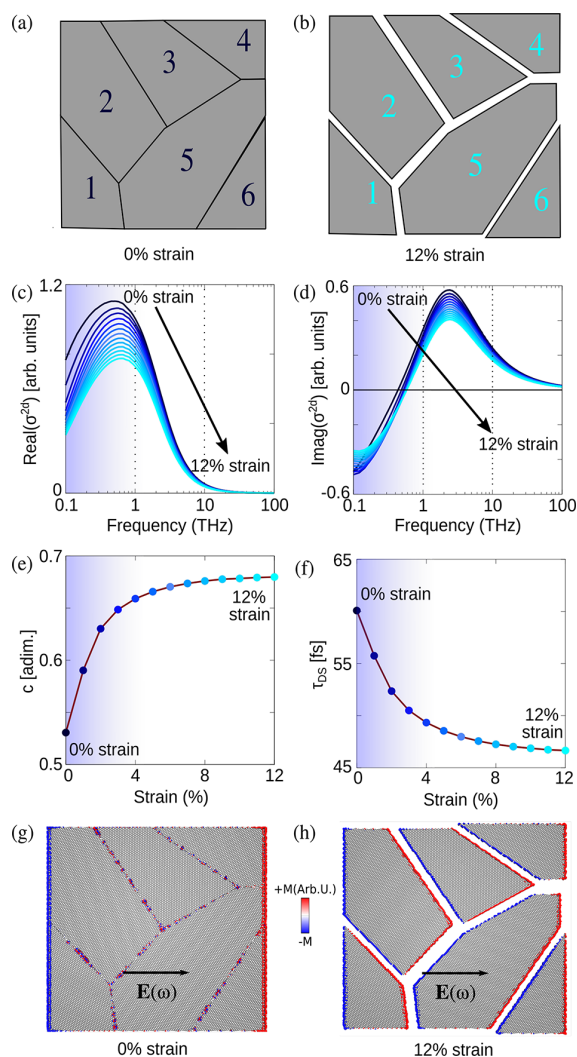 (a)
1
2
3
4
5
6
0% strain
(b)
1
2
3
4
5
6
12% strain
(c)
Real(σ²ᵈ) [arb. units]
1.2
0
0% strain
12% strain
0.1
1
10
100
Frequency (THz)
(d)
Imag(σ²ᵈ) [arb. units]
0.6
0
-0.6
0% strain
12% strain
0.1
1
10
100
Frequency (THz)
(e)
c [adim.]
0.7
0.6
0.5
12%
strain
0% strain
0
4
8
12
Strain (%)
(f)
τDS [fs]
65
55
45
0% strain
12%
strain
0
4
8
12
Strain (%)
(g)
E(ω)
0% strain
+M(Arb.U.)
-M
(h)
E(ω)
12% strain